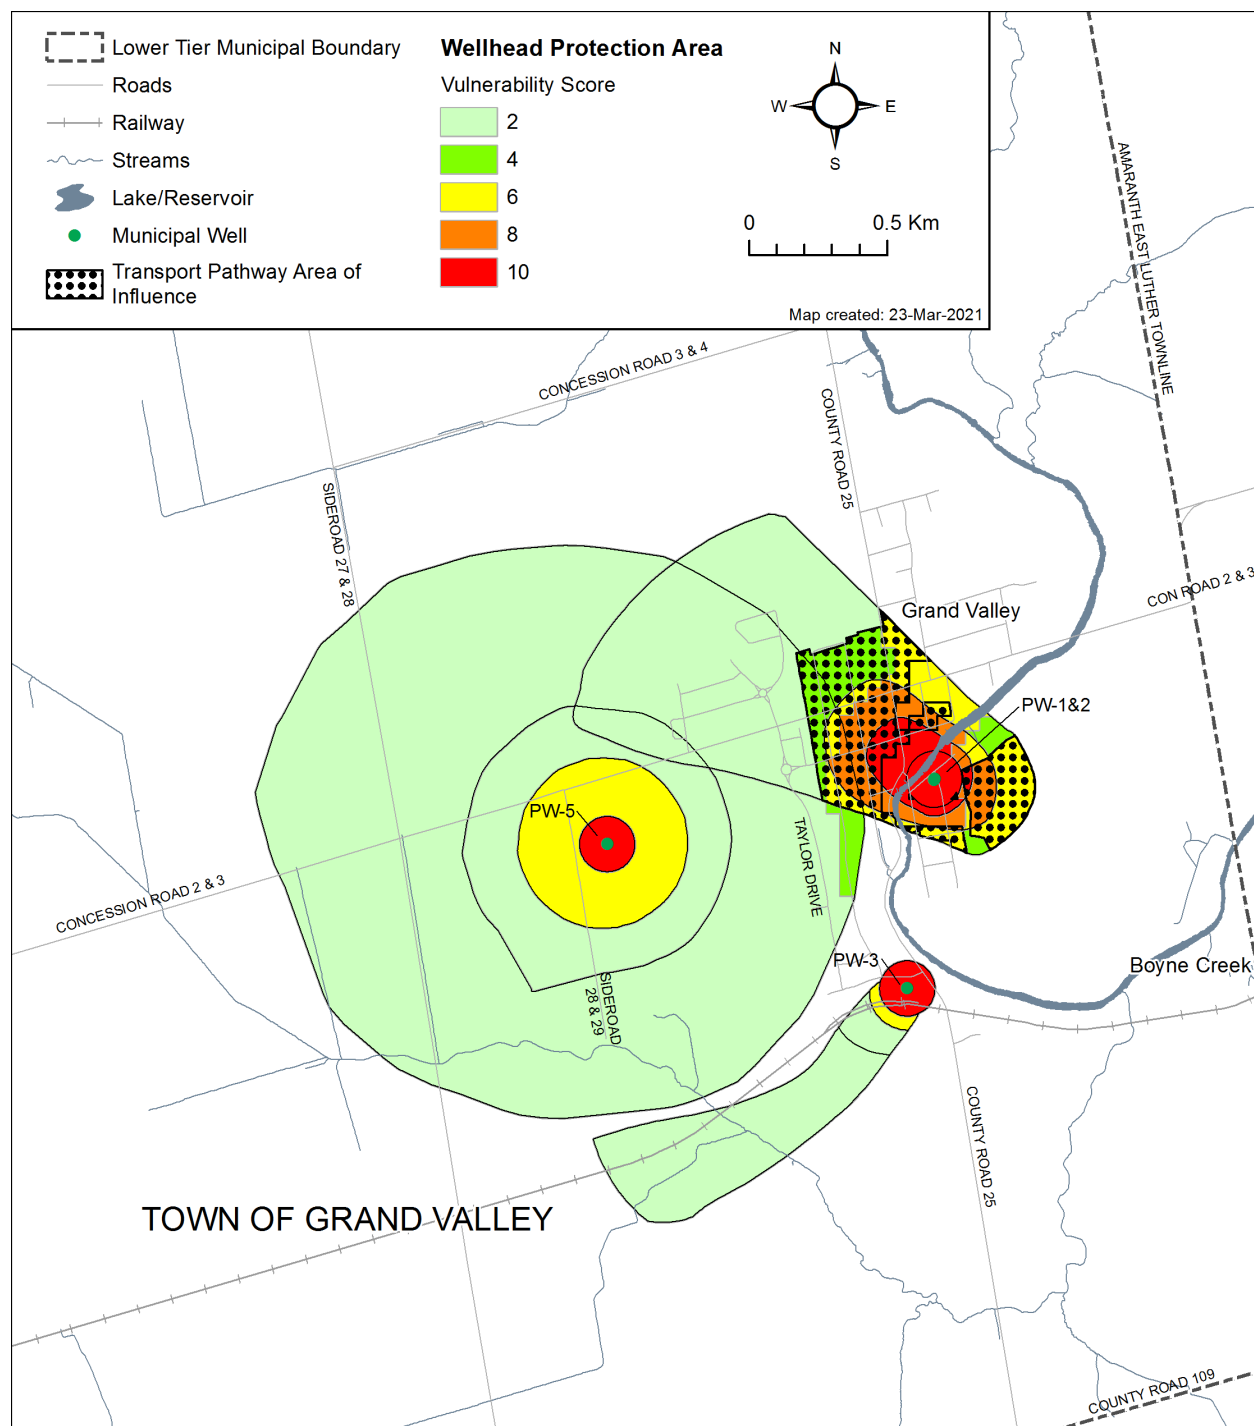 Lower Tier Municipal Boundary
Roads
Railway
Streams
Lake/Reservoir
Municipal Well
Transport Pathway Area of
Influence
Wellhead Protection Area
Vulnerability Score
2
4
6
8
10
N
W
E
S
0
0.5 Km
Map created: 23-Mar-2021
AMARANTH EAST LUTHER TOWNLINE
CONCESSION ROAD 3 & 4
COUNTY ROAD 25
SIDEROAD 27 & 28
CON ROAD 2 & 3
Grand Valley
PW-1&2
PW-5
TAYLOR DRIVE
CONCESSION ROAD 2 & 3
PW-3
Boyne Creek
SIDEROAD
28 & 29
COUNTY ROAD 25
TOWN OF GRAND VALLEY
COUNTY ROAD 109